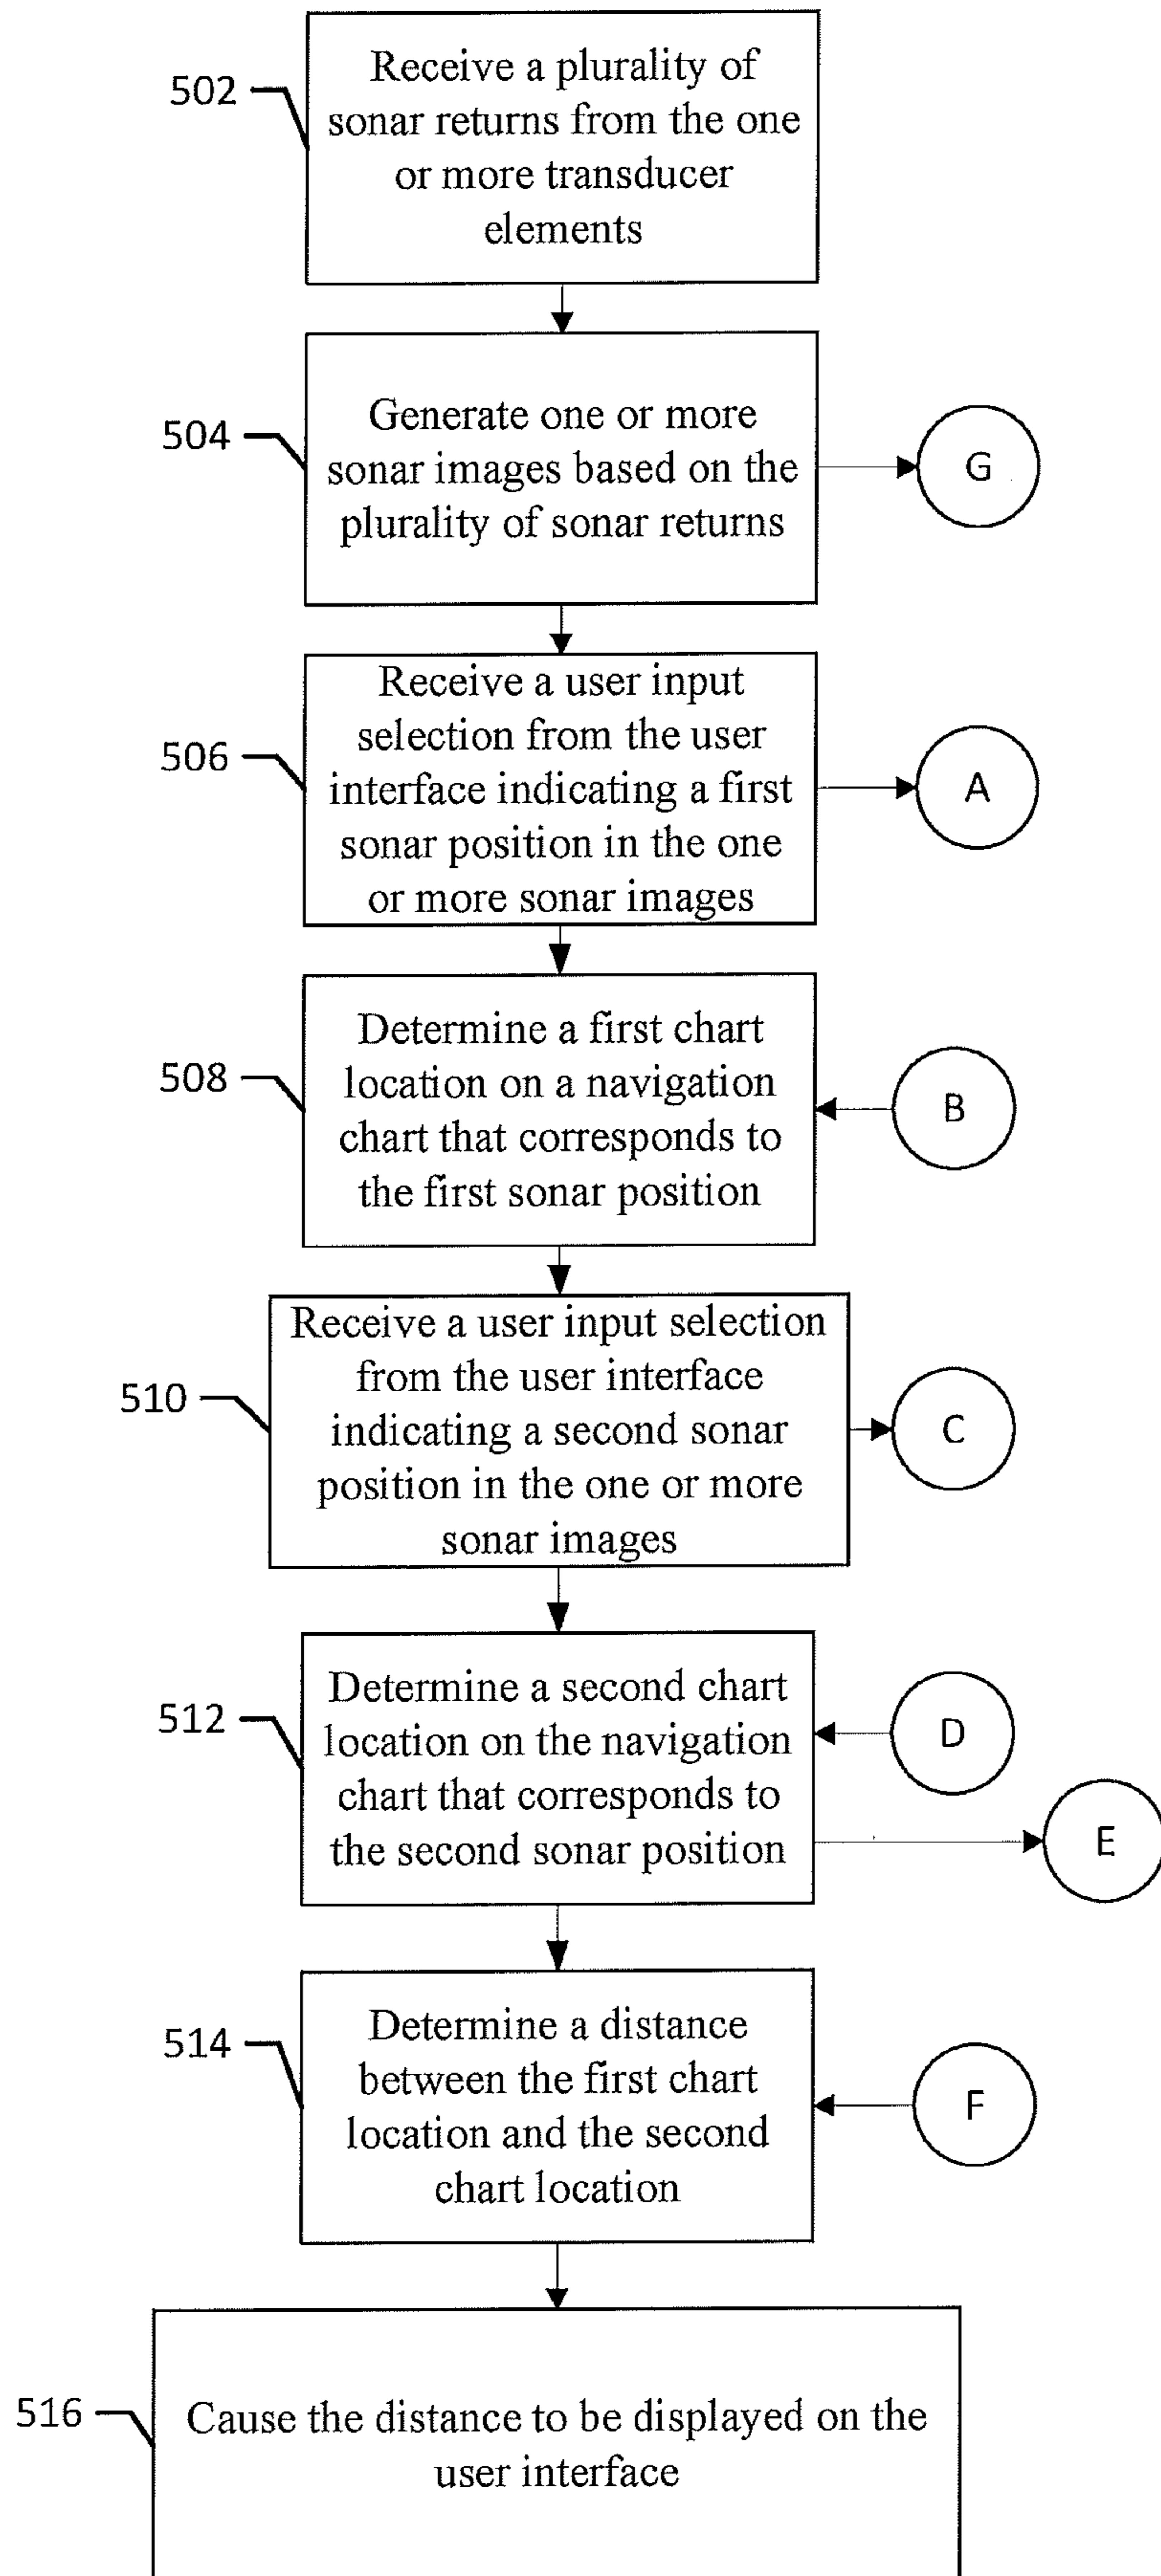 502
Receive a plurality of
sonar returns from the one
or more transducer
elements
504
Generate one or more
sonar images based on the
plurality of sonar returns
G
506
Receive a user input
selection from the user
interface indicating a first
sonar position in the one
or more sonar images
A
508
Determine a first chart
location on a navigation
chart that corresponds to
the first sonar position
B
510
Receive a user input selection
from the user interface
indicating a second sonar
position in the one or more
sonar images
C
512
Determine a second chart
location on the navigation
chart that corresponds to
the second sonar position
D
E
514
Determine a distance
between the first chart
location and the second
chart location
F
516
Cause the distance to be displayed on the
user interface